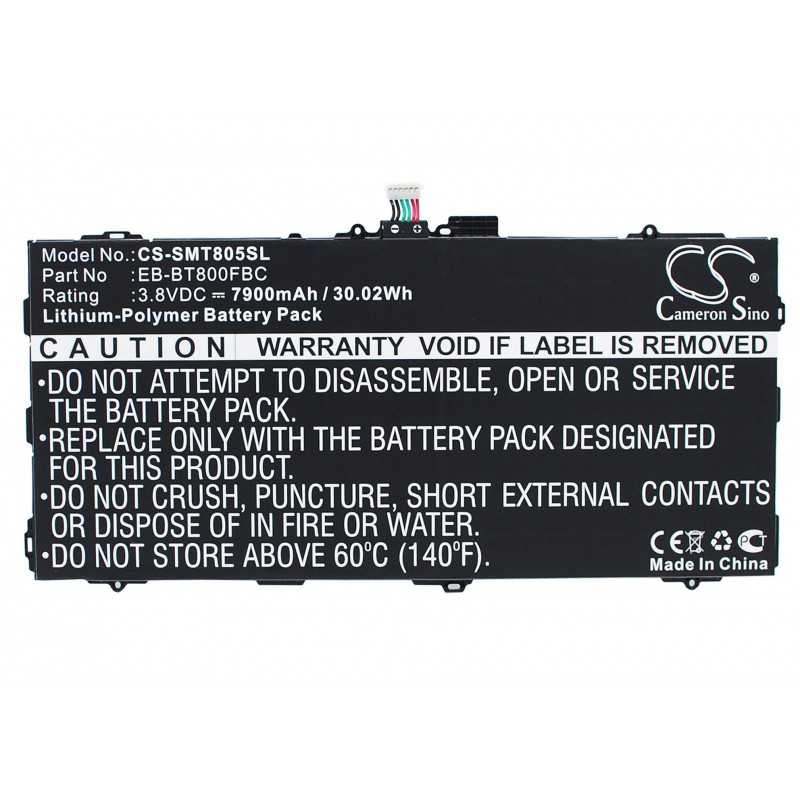 Model No.:CS-SMT805SL
Part No :EB-BT800FBC
Rating :3.8VDC ⎓ 7900mAh / 30.02Wh
Lithium-Polymer Battery Pack
CS
Cameron Sino
CAUTION WARRANTY VOID IF LABEL IS REMOVED
•DO NOT ATTEMPT TO DISASSEMBLE, OPEN OR SERVICE
THE BATTERY PACK.
•REPLACE ONLY WITH THE BATTERY PACK DESIGNATED
FOR THIS PRODUCT.
•DO NOT CRUSH, PUNCTURE, SHORT EXTERNAL CONTACTS
OR DISPOSE OF IN FIRE OR WATER.
•DO NOT STORE ABOVE 60ºC (140ºF).
CE PC
Made In China